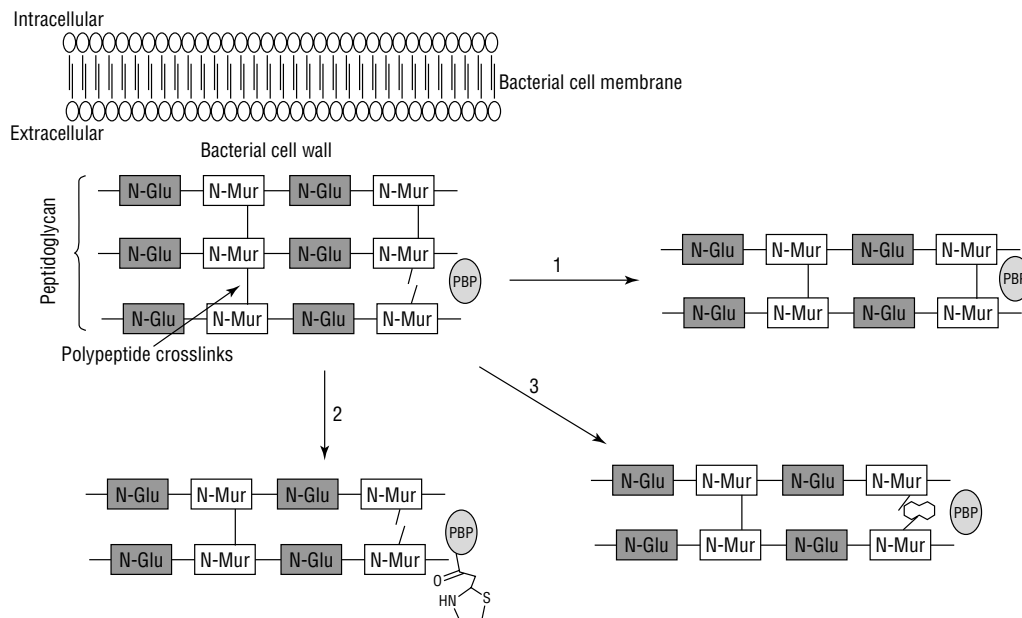 Intracellular
Bacterial cell membrane
Extracellular
Bacterial cell wall
Peptidoglycan
N-Glu N-Mur N-Glu N-Mur
N-Glu N-Mur N-Glu N-Mur
PBP
N-Glu N-Mur N-Glu N-Mur
Polypeptide crosslinks
1
N-Glu N-Mur N-Glu N-Mur
PBP
N-Glu N-Mur N-Glu N-Mur
2
3
N-Glu N-Mur N-Glu N-Mur
PBP
N-Glu N-Mur N-Glu N-Mur
O
HN S
N-Glu N-Mur N-Glu N-Mur
PBP
N-Glu N-Mur N-Glu N-Mur